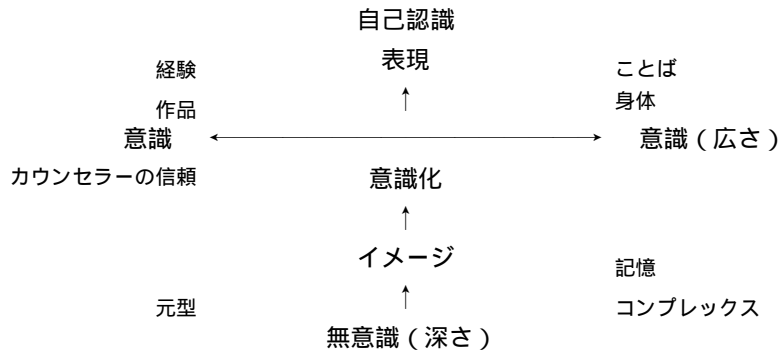 自己認識
表現
経験
ことば
作品
身体
意識
意識（広さ）
カウンセラーの信頼
意識化
イメージ
記憶
元型
コンプレックス
無意識（深さ）